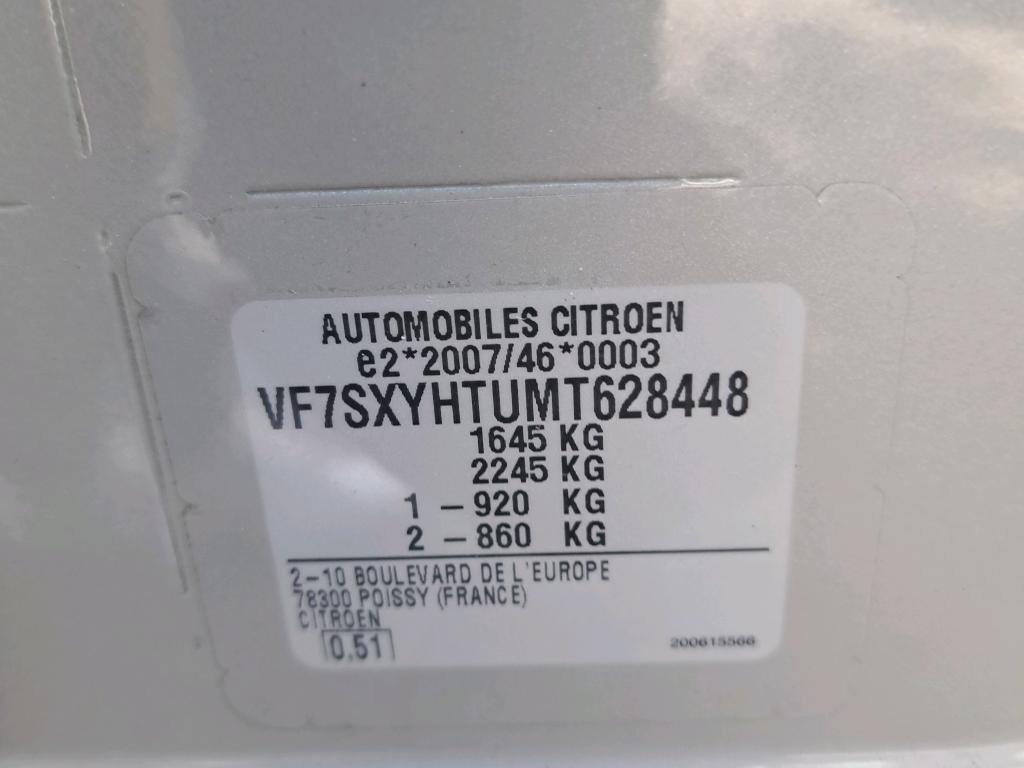 AUTOMOBILES CITROEN
e2*2007/46*0003
VF7SXYHTUMT628448
1645 KG
2245 KG
1 - 920 KG
2 - 860 KG
2-10 BOULEVARD DE L'EUROPE
78300 POISSY (FRANCE)
CITROEN
0,51
200615566